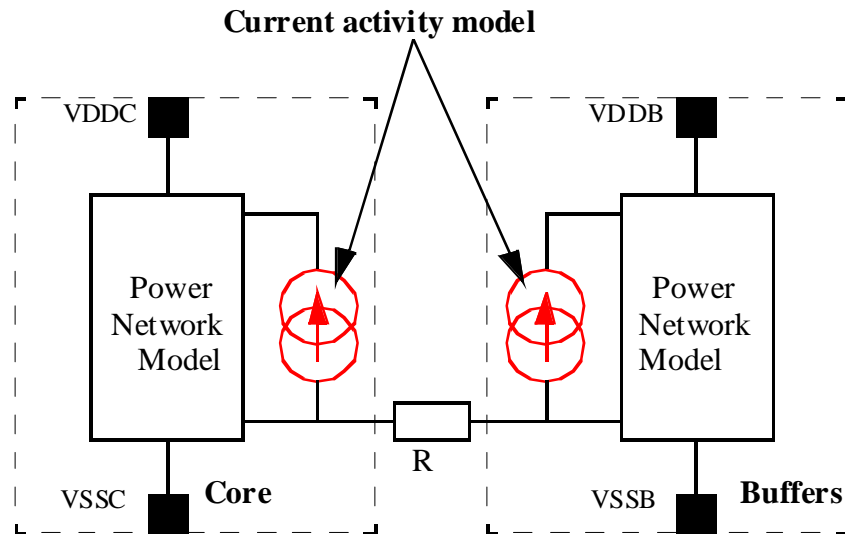 Current activity model
VDDC
VDDB
Power
Network
Model
Power
Network
Model
R
VSSC
Core
VSSB
Buffers